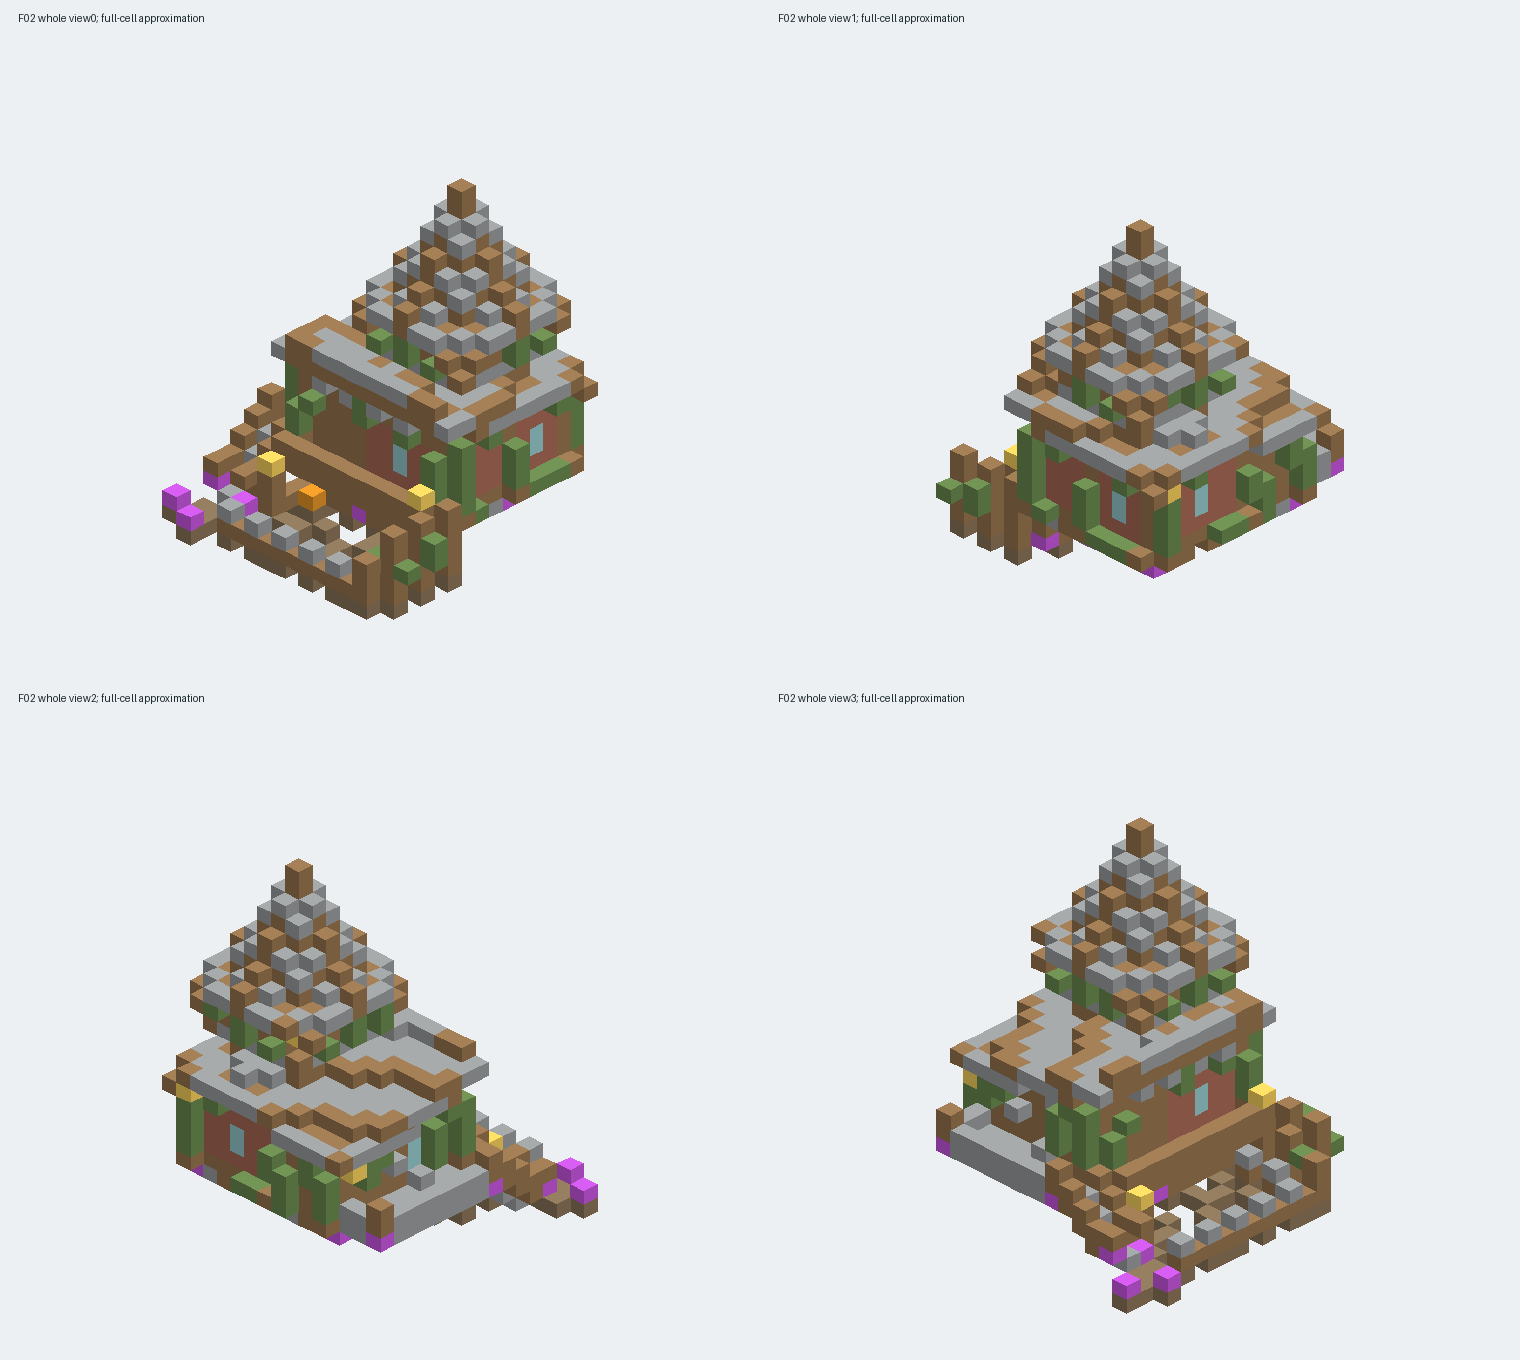 F02 whole view0; full-cell approximation
F02 whole view1; full-cell approximation
F02 whole view2; full-cell approximation
F02 whole view3; full-cell approximation